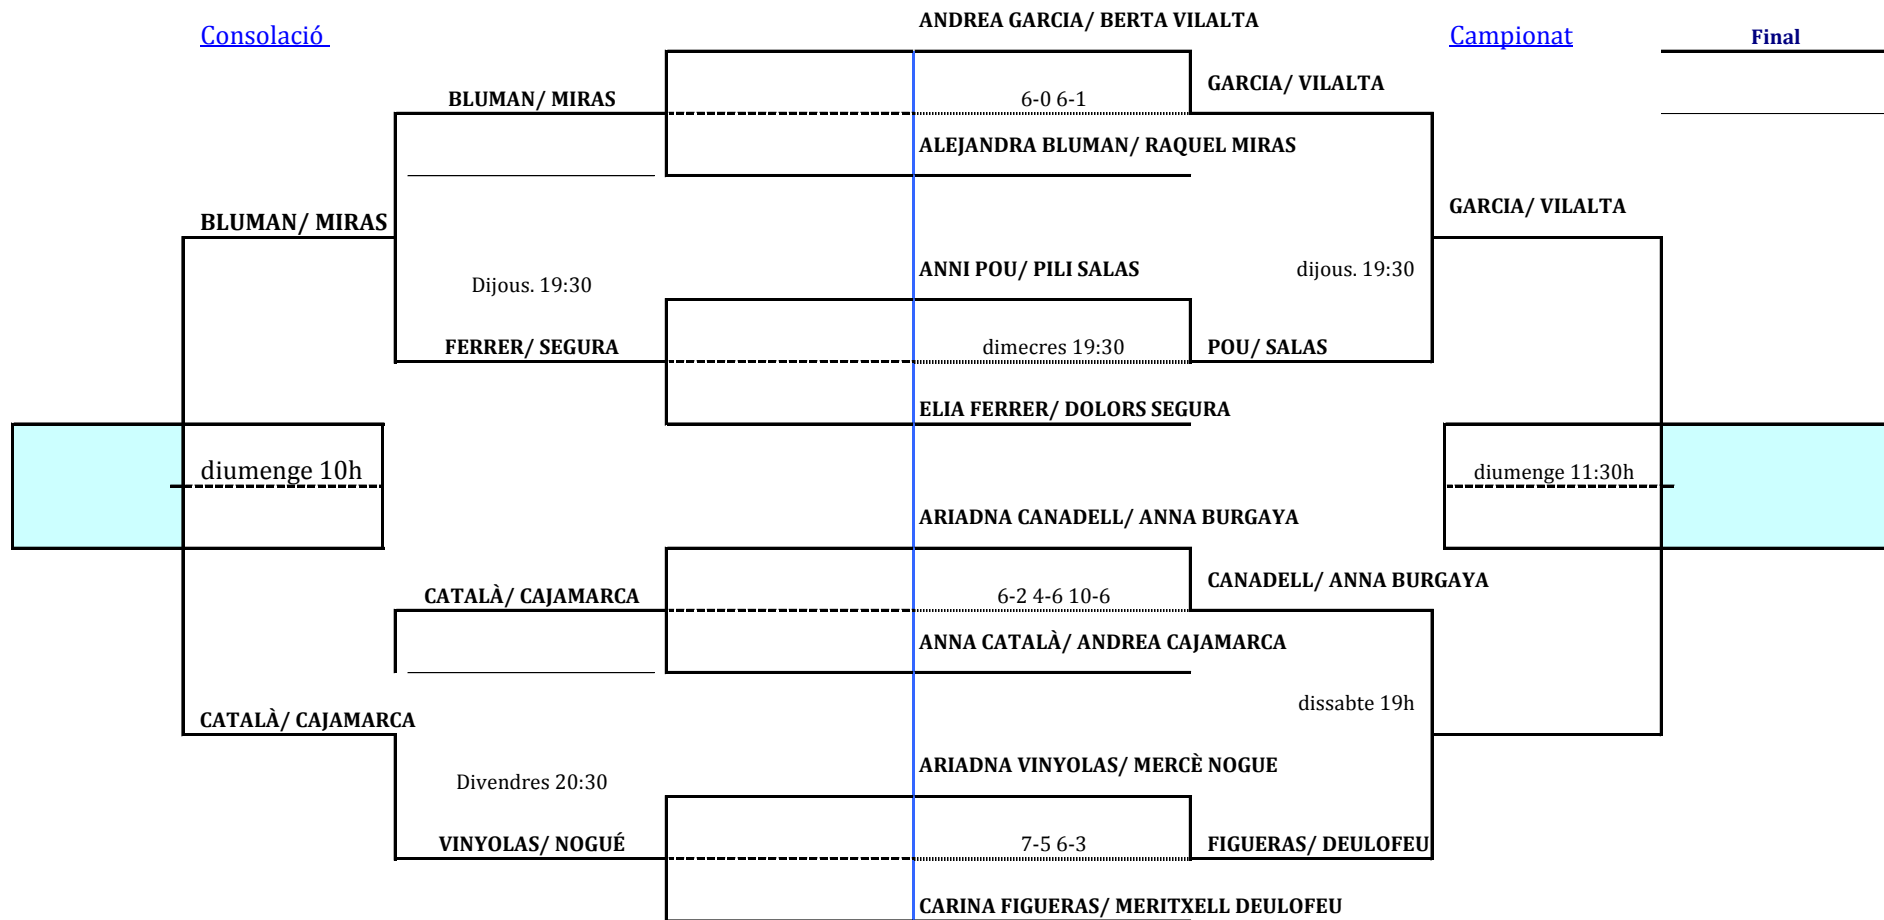 ANDREA GARCIA/ BERTA VILALTA
Consolació
Campionat
Final
GARCIA/ VILALTA
BLUMAN/ MIRAS
6-0 6-1
ALEJANDRA BLUMAN/ RAQUEL MIRAS
GARCIA/ VILALTA
BLUMAN/ MIRAS
ANNI POU/ PILI SALAS
dijous. 19:30
Dijous. 19:30
FERRER/ SEGURA
dimecres 19:30
POU/ SALAS
ELIA FERRER/ DOLORS SEGURA
diumenge 10h
diumenge 11:30h
ARIADNA CANADELL/ ANNA BURGAYA
CANADELL/ ANNA BURGAYA
CATALÀ/ CAJAMARCA
6-2 4-6 10-6
ANNA CATALÀ/ ANDREA CAJAMARCA
dissabte 19h
CATALÀ/ CAJAMARCA
ARIADNA VINYOLAS/ MERCÈ NOGUE
Divendres 20:30
VINYOLAS/ NOGUÉ
7-5 6-3
FIGUERAS/ DEULOFEU
CARINA FIGUERAS/ MERITXELL DEULOFEU